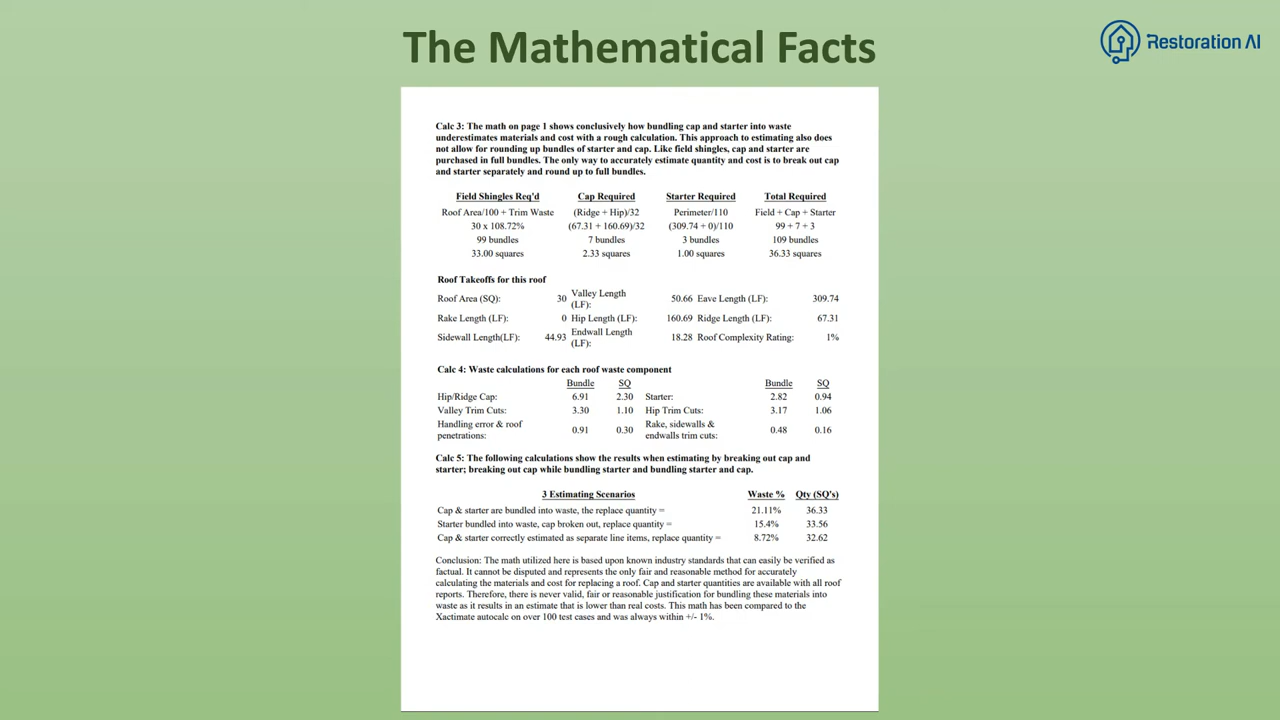 The Mathematical Facts
Restoration AI
Calc 3: The math on page 1 shows conclusively how bundling cap and starter into waste
underestimates materials and cost with a rough calculation. This approach to estimating also does
not allow for rounding up bundles of starter and cap. Like field shingles, cap and starter are
purchased in full bundles. The only way to accurately estimate quantity and cost is to break out cap
and starter separately and round up to full bundles.
Field Shingles Req'd Cap Required Starter Required Total Required
Roof Area/100 + Trim Waste (Ridge + Hip)/32 Perimeter/110 Field + Cap + Starter
30 x 108.72% (67.31 + 160.69)/32 (309.74 + 0)/110 99 + 7 + 3
99 bundles 7 bundles 3 bundles 109 bundles
33.00 squares 2.33 squares 1.00 squares 36.33 squares
Roof Takeoffs for this roof
Roof Area (SQ): 30 Valley Length (LF): 50.66 Eave Length (LF): 309.74
Rake Length (LF): 0 Hip Length (LF): 160.69 Ridge Length (LF): 67.31
Sidewall Length(LF): 44.93 Endwall Length (LF): 18.28 Roof Complexity Rating: 1%
Calc 4: Waste calculations for each roof waste component
Bundle SQ Bundle SQ
Hip/Ridge Cap: 6.91 2.30 Starter: 2.82 0.94
Valley Trim Cuts: 3.30 1.10 Hip Trim Cuts: 3.17 1.06
Handling error & roof penetrations: 0.91 0.30 Rake, sidewalls & endwalls trim cuts: 0.48 0.16
Calc 5: The following calculations show the results when estimating by breaking out cap and
starter; breaking out cap while bundling starter and bundling starter and cap.
3 Estimating Scenarios Waste % Qty (SQ's)
Cap & starter are bundled into waste, the replace quantity = 21.11% 36.33
Starter bundled into waste, cap broken out, replace quantity = 15.4% 33.56
Cap & starter correctly estimated as separate line items, replace quantity = 8.72% 32.62
Conclusion: The math utilized here is based upon known industry standards that can easily be verified as
factual. It cannot be disputed and represents the only fair and reasonable method for accurately
calculating the materials and cost for replacing a roof. Cap and starter quantities are available with all roof
reports. Therefore, there is never valid, fair or reasonable justification for bundling these materials into
waste as it results in an estimate that is lower than real costs. This math has been compared to the
Xactimate autocalc on over 100 test cases and was always within +/- 1%.